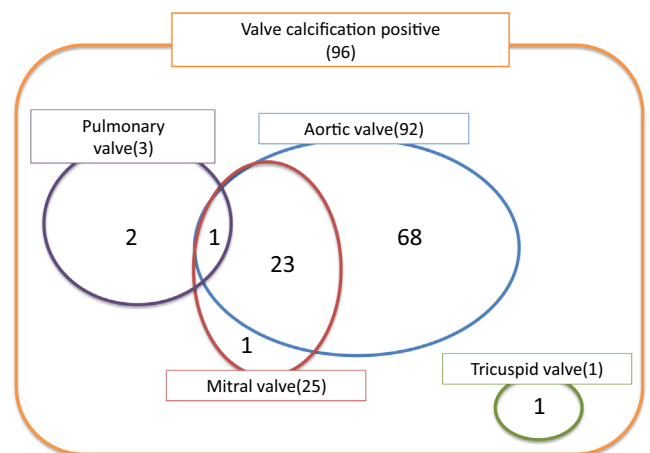 Valve calcification positive
(96)
Pulmonary
valve(3)
Aortic valve(92)
2
1
68
23
1
Mitral valve(25)
Tricuspid valve(1)
1